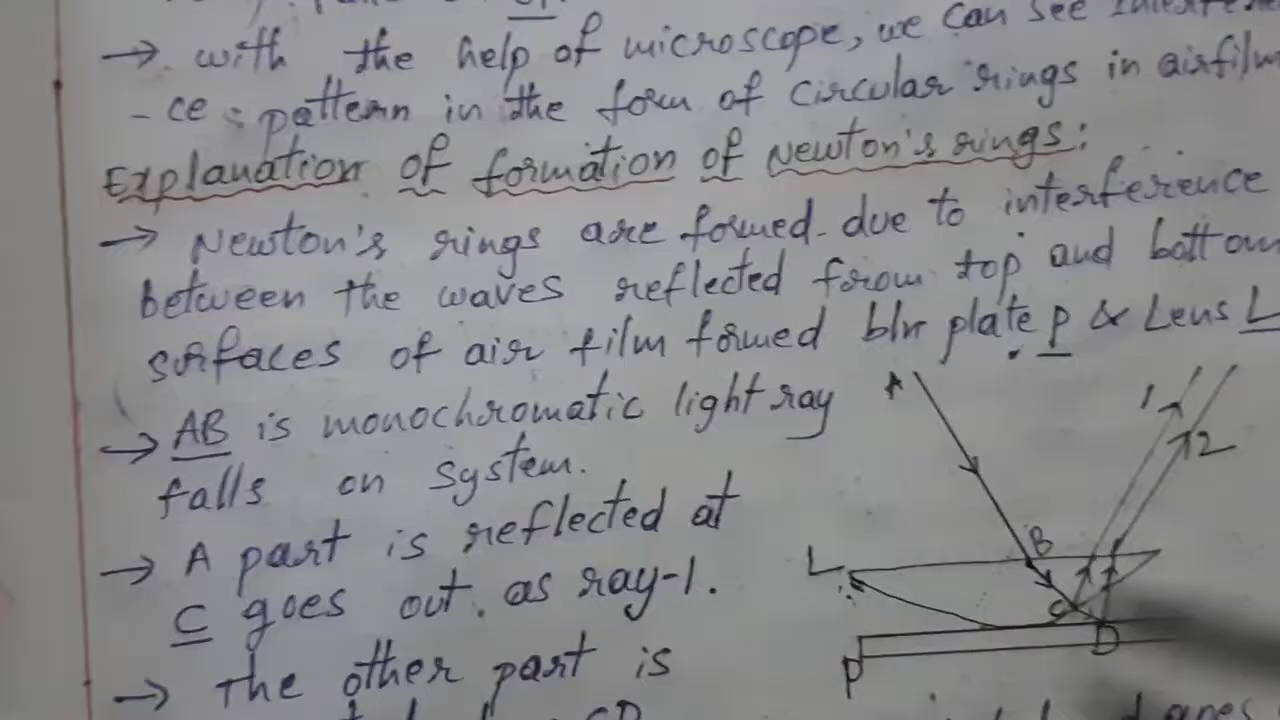 → with the help of microscope, we can see interfere
- ce pattern in the form of circular rings in airfilm
Explanation of formation of Newton's rings:
→ Newton's rings are formed due to interference
between the waves reflected from top and bottom
surfaces of air film formed b/w plate P & Lens L
→ AB is monochromatic light ray
falls on system.
→ A part is reflected at
C goes out as ray-1.
→ The other part is
CD
A
1
2
B
L
C
D
P